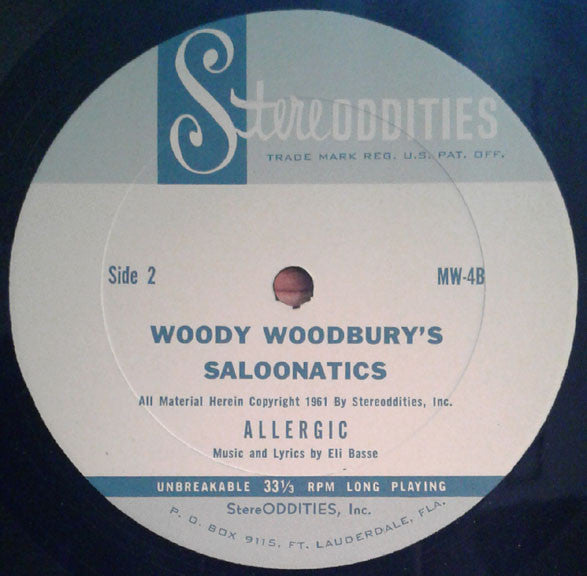 StereODDITIES
TRADE MARK REG. U.S. PAT. OFF.
Side 2
MW-4B
WOODY WOODBURY'S
SALOONATICS
All Material Herein Copyright 1961 By Stereoddities, Inc.
ALLERGIC
Music and Lyrics by Eli Basse
UNBREAKABLE 33⅓ RPM LONG PLAYING
StereODDITIES, Inc.
P. O. BOX 9115, FT. LAUDERDALE, FLA.